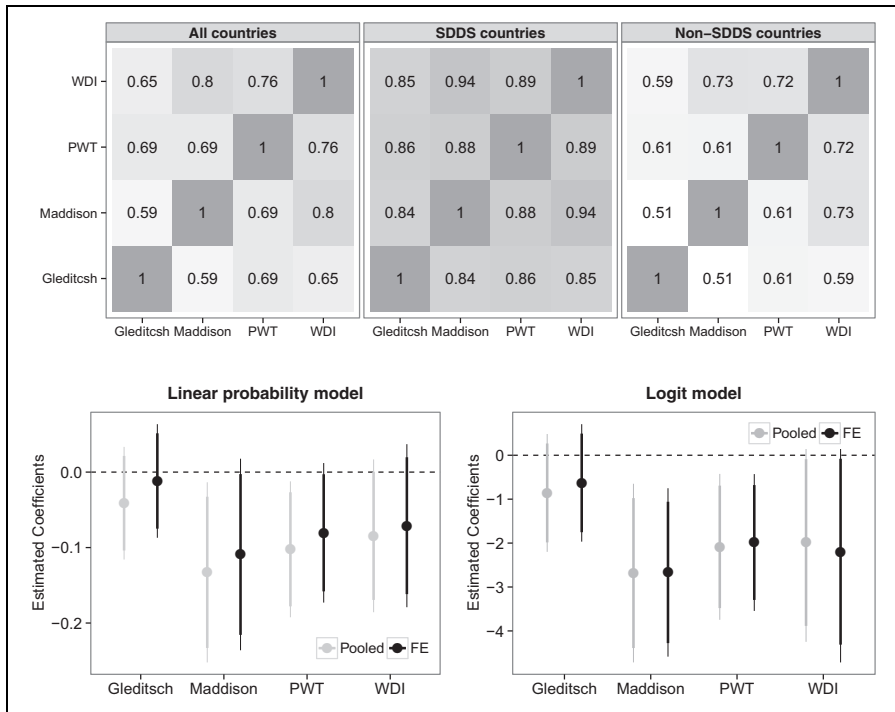 All countries SDDS countries Non−SDDS countries
WDI 0.65 0.8 0.76 1 0.85 0.94 0.89 1 0.59 0.73 0.72 1
PWT 0.69 0.69 1 0.76 0.86 0.88 1 0.89 0.61 0.61 1 0.72
Maddison 0.59 1 0.69 0.8 0.84 1 0.88 0.94 0.51 1 0.61 0.73
Gleditcsh 1 0.59 0.69 0.65 1 0.84 0.86 0.85 1 0.51 0.61 0.59
Gleditcsh Maddison PWT WDI Gleditcsh Maddison PWT WDI Gleditcsh Maddison PWT WDI
Linear probability model
Estimated Coefficients
0.0
−0.1
−0.2
Pooled FE
Gleditsch Maddison PWT WDI
Logit model
Estimated Coefficients
Pooled FE
0
−1
−2
−3
−4
Gleditsch Maddison PWT WDI